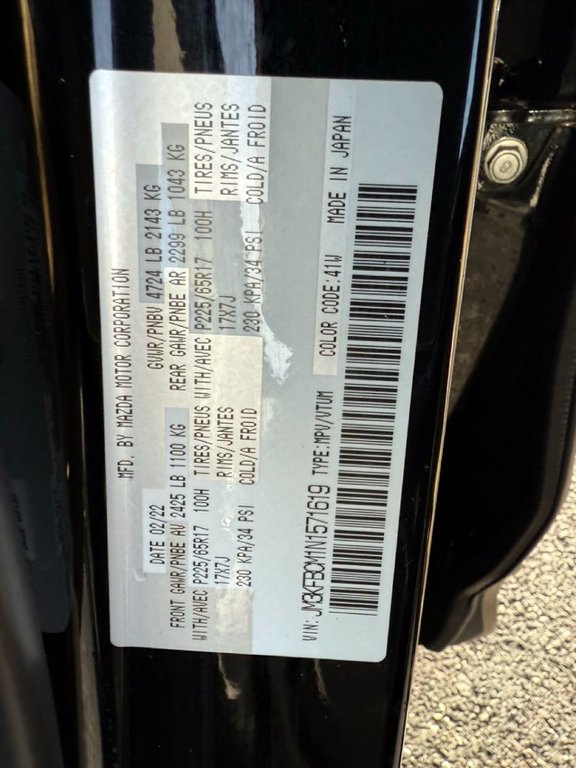 MFD. BY MAZDA MOTOR CORPORATION
DATE 02/22
GVWR/PNBV 4724 LB 2143 KG
FRONT GAWR/PNBE AV 2425 LB 1100 KG
REAR GAWR/PNBE AR 2299 LB 1043 KG
WITH/AVEC P225/65R17 100H TIRES/PNEUS WITH/AVEC P225/65R17 100H TIRES/PNEUS
17X7J RIMS/JANTES 17X7J RIMS/JANTES
230 KPA/34 PSI COLD/A FROID 230 KPA/34 PSI COLD/A FROID
VIN: JM3KFBCM1N1571619 TYPE:MPV/VTUM COLOR CODE:41W MADE IN JAPAN